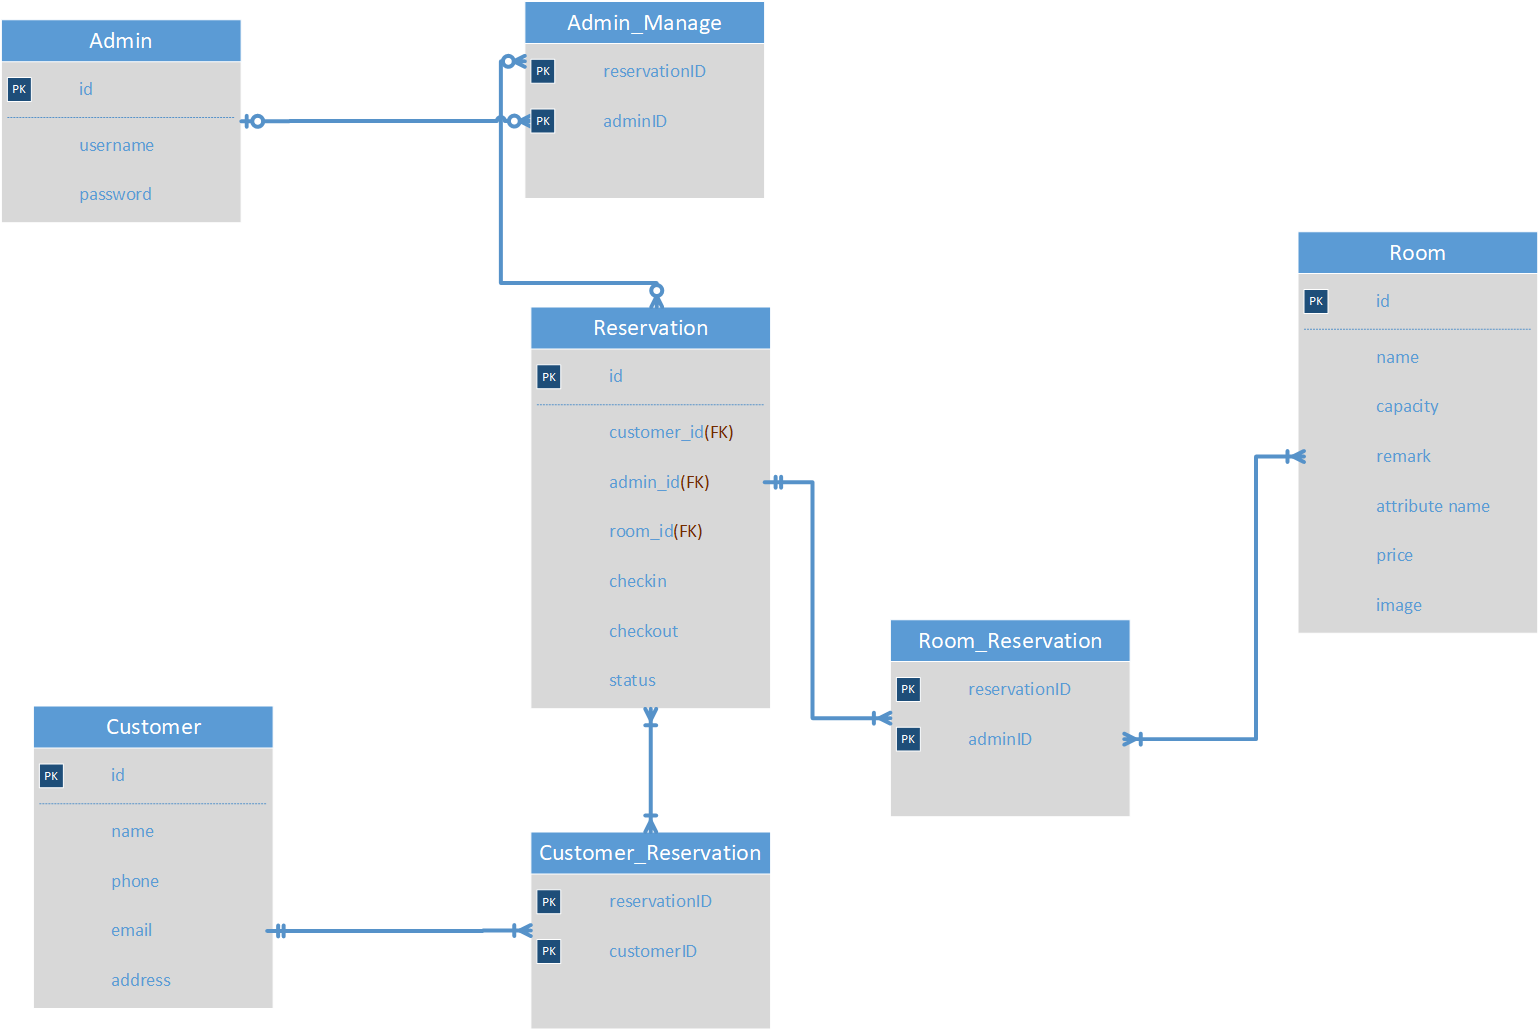 Admin
PK id
username
password
Admin_Manage
PK reservationID
PK adminID
Reservation
PK id
customer_id(FK)
admin_id(FK)
room_id(FK)
checkin
checkout
status
Room
PK id
name
capacity
remark
attribute name
price
image
Room_Reservation
PK reservationID
PK adminID
Customer
PK id
name
phone
email
address
Customer_Reservation
PK reservationID
PK customerID